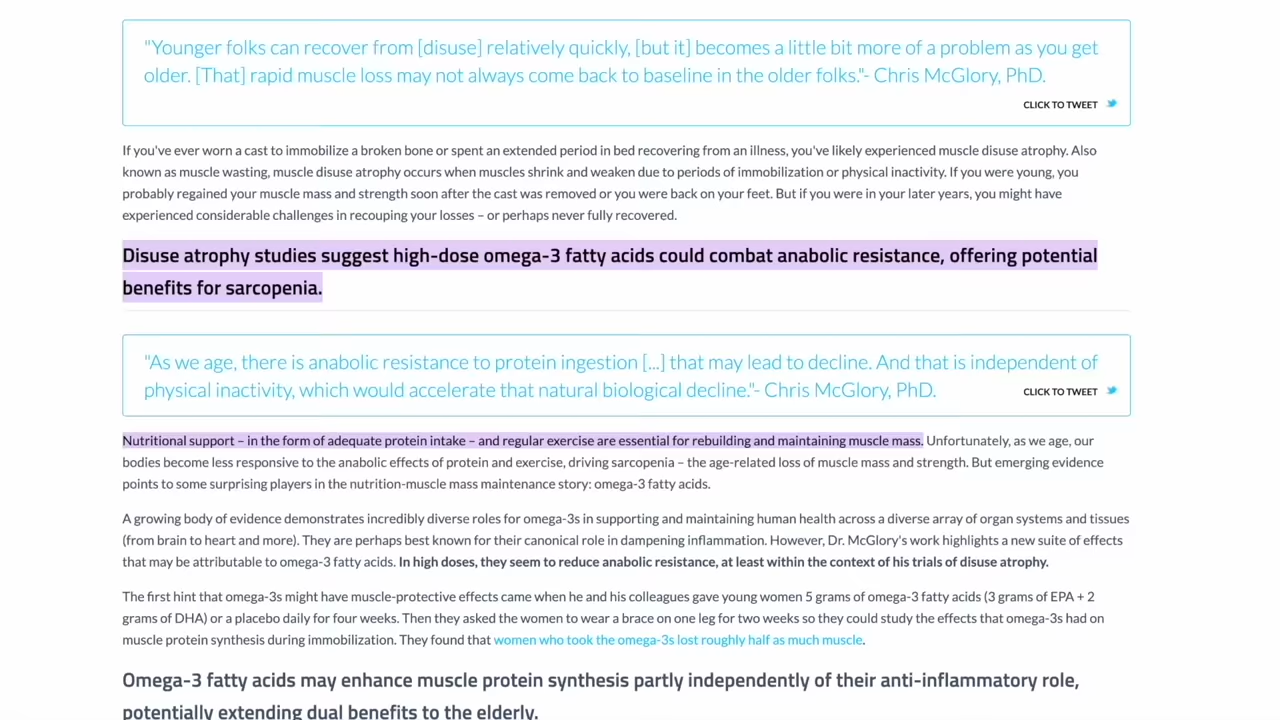 "Younger folks can recover from [disuse] relatively quickly, [but it] becomes a little bit more of a problem as you get
older. [That] rapid muscle loss may not always come back to baseline in the older folks."- Chris McGlory, PhD.
CLICK TO TWEET
If you've ever worn a cast to immobilize a broken bone or spent an extended period in bed recovering from an illness, you've likely experienced muscle disuse atrophy. Also
known as muscle wasting, muscle disuse atrophy occurs when muscles shrink and weaken due to periods of immobilization or physical inactivity. If you were young, you
probably regained your muscle mass and strength soon after the cast was removed or you were back on your feet. But if you were in your later years, you might have
experienced considerable challenges in recouping your losses – or perhaps never fully recovered.
Disuse atrophy studies suggest high-dose omega-3 fatty acids could combat anabolic resistance, offering potential
benefits for sarcopenia.
"As we age, there is anabolic resistance to protein ingestion [...] that may lead to decline. And that is independent of
physical inactivity, which would accelerate that natural biological decline."- Chris McGlory, PhD.
CLICK TO TWEET
Nutritional support – in the form of adequate protein intake – and regular exercise are essential for rebuilding and maintaining muscle mass. Unfortunately, as we age, our
bodies become less responsive to the anabolic effects of protein and exercise, driving sarcopenia – the age-related loss of muscle mass and strength. But emerging evidence
points to some surprising players in the nutrition-muscle mass maintenance story: omega-3 fatty acids.
A growing body of evidence demonstrates incredibly diverse roles for omega-3s in supporting and maintaining human health across a diverse array of organ systems and tissues
(from brain to heart and more). They are perhaps best known for their canonical role in dampening inflammation. However, Dr. McGlory's work highlights a new suite of effects
that may be attributable to omega-3 fatty acids. In high doses, they seem to reduce anabolic resistance, at least within the context of his trials of disuse atrophy.
The first hint that omega-3s might have muscle-protective effects came when he and his colleagues gave young women 5 grams of omega-3 fatty acids (3 grams of EPA + 2
grams of DHA) or a placebo daily for four weeks. Then they asked the women to wear a brace on one leg for two weeks so they could study the effects that omega-3s had on
muscle protein synthesis during immobilization. They found that women who took the omega-3s lost roughly half as much muscle.
Omega-3 fatty acids may enhance muscle protein synthesis partly independently of their anti-inflammatory role,
potentially extending dual benefits to the elderly.